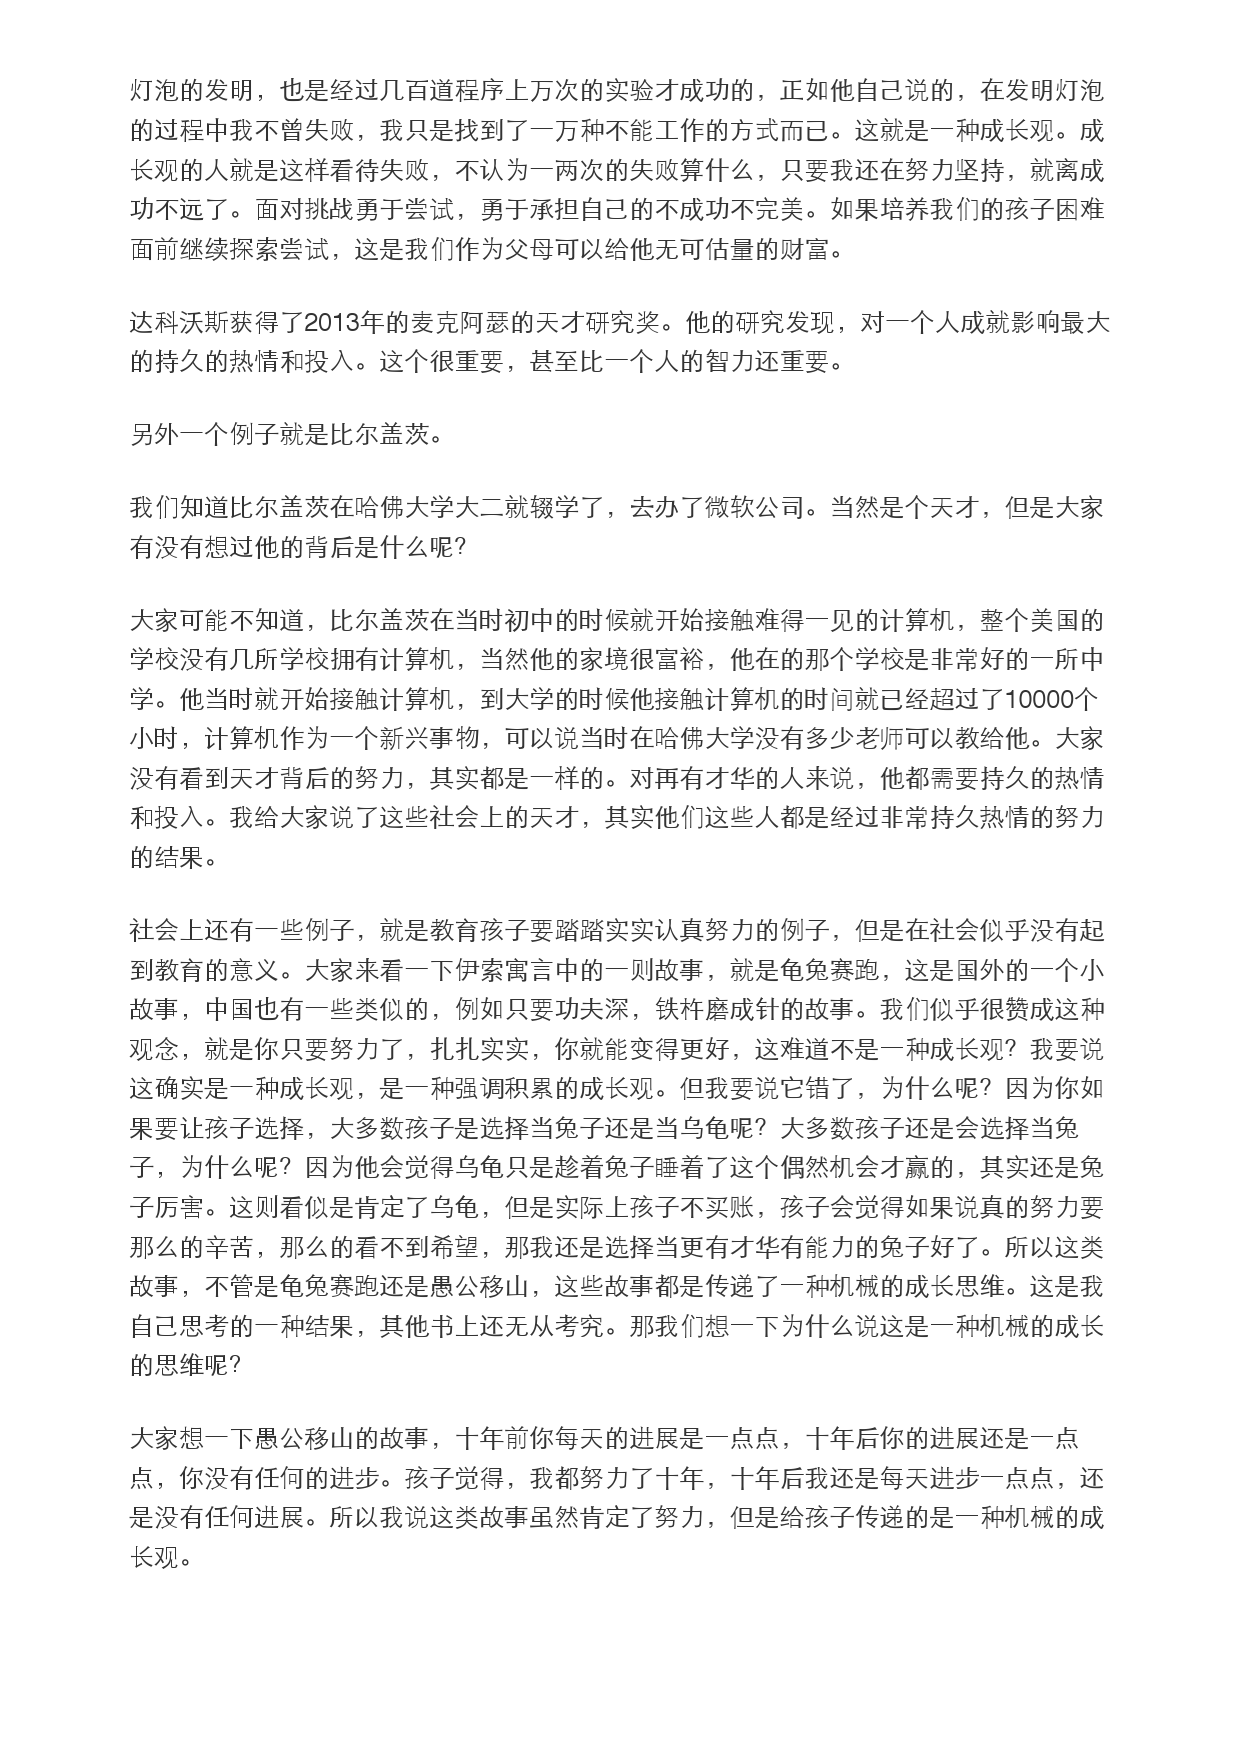 灯泡的发明，也是经过几百道程序上万次的实验才成功的，正如他自己说的，在发明灯泡
的过程中我不曾失败，我只是找到了一万种不能工作的方式而已。这就是一种成长观。成
长观的人就是这样看待失败，不认为一两次的失败算什么，只要我还在努力坚持，就离成
功不远了。面对挑战勇于尝试，勇于承担自己的不成功不完美。如果培养我们的孩子困难
面前继续探索尝试，这是我们作为父母可以给他无可估量的财富。
达科沃斯获得了2013年的麦克阿瑟的天才研究奖。他的研究发现，对一个人成就影响最大
的持久的热情和投入。这个很重要，甚至比一个人的智力还重要。
另外一个例子就是比尔盖茨。
我们知道比尔盖茨在哈佛大学大二就辍学了，去办了微软公司。当然是个天才，但是大家
有没有想过他的背后是什么呢？
大家可能不知道，比尔盖茨在当时初中的时候就开始接触难得一见的计算机，整个美国的
学校没有几所学校拥有计算机，当然他的家境很富裕，他在的那个学校是非常好的一所中
学。他当时就开始接触计算机，到大学的时候他接触计算机的时间就已经超过了10000个
小时，计算机作为一个新兴事物，可以说当时在哈佛大学没有多少老师可以教给他。大家
没有看到天才背后的努力，其实都是一样的。对再有才华的人来说，他都需要持久的热情
和投入。我给大家说了这些社会上的天才，其实他们这些人都是经过非常持久热情的努力
的结果。
社会上还有一些例子，就是教育孩子要踏踏实实认真努力的例子，但是在社会似乎没有起
到教育的意义。大家来看一下伊索寓言中的一则故事，就是龟兔赛跑，这是国外的一个小
故事，中国也有一些类似的，例如只要功夫深，铁杵磨成针的故事。我们似乎很赞成这种
观念，就是你只要努力了，扎扎实实，你就能变得更好，这难道不是一种成长观？我要说
这确实是一种成长观，是一种强调积累的成长观。但我要说它错了，为什么呢？因为你如
果要让孩子选择，大多数孩子是选择当兔子还是当乌龟呢？大多数孩子还是会选择当兔
子，为什么呢？因为他会觉得乌龟只是趁着兔子睡着了这个偶然机会才赢的，其实还是兔
子厉害。这则看似是肯定了乌龟，但是实际上孩子不买账，孩子会觉得如果说真的努力要
那么的辛苦，那么的看不到希望，那我还是选择当更有才华有能力的兔子好了。所以这类
故事，不管是龟兔赛跑还是愚公移山，这些故事都是传递了一种机械的成长思维。这是我
自己思考的一种结果，其他书上还无从考究。那我们想一下为什么说这是一种机械的成长
的思维呢？
大家想一下愚公移山的故事，十年前你每天的进展是一点点，十年后你的进展还是一点
点，你没有任何的进步。孩子觉得，我都努力了十年，十年后我还是每天进步一点点，还
是没有任何进展。所以我说这类故事虽然肯定了努力，但是给孩子传递的是一种机械的成
长观。